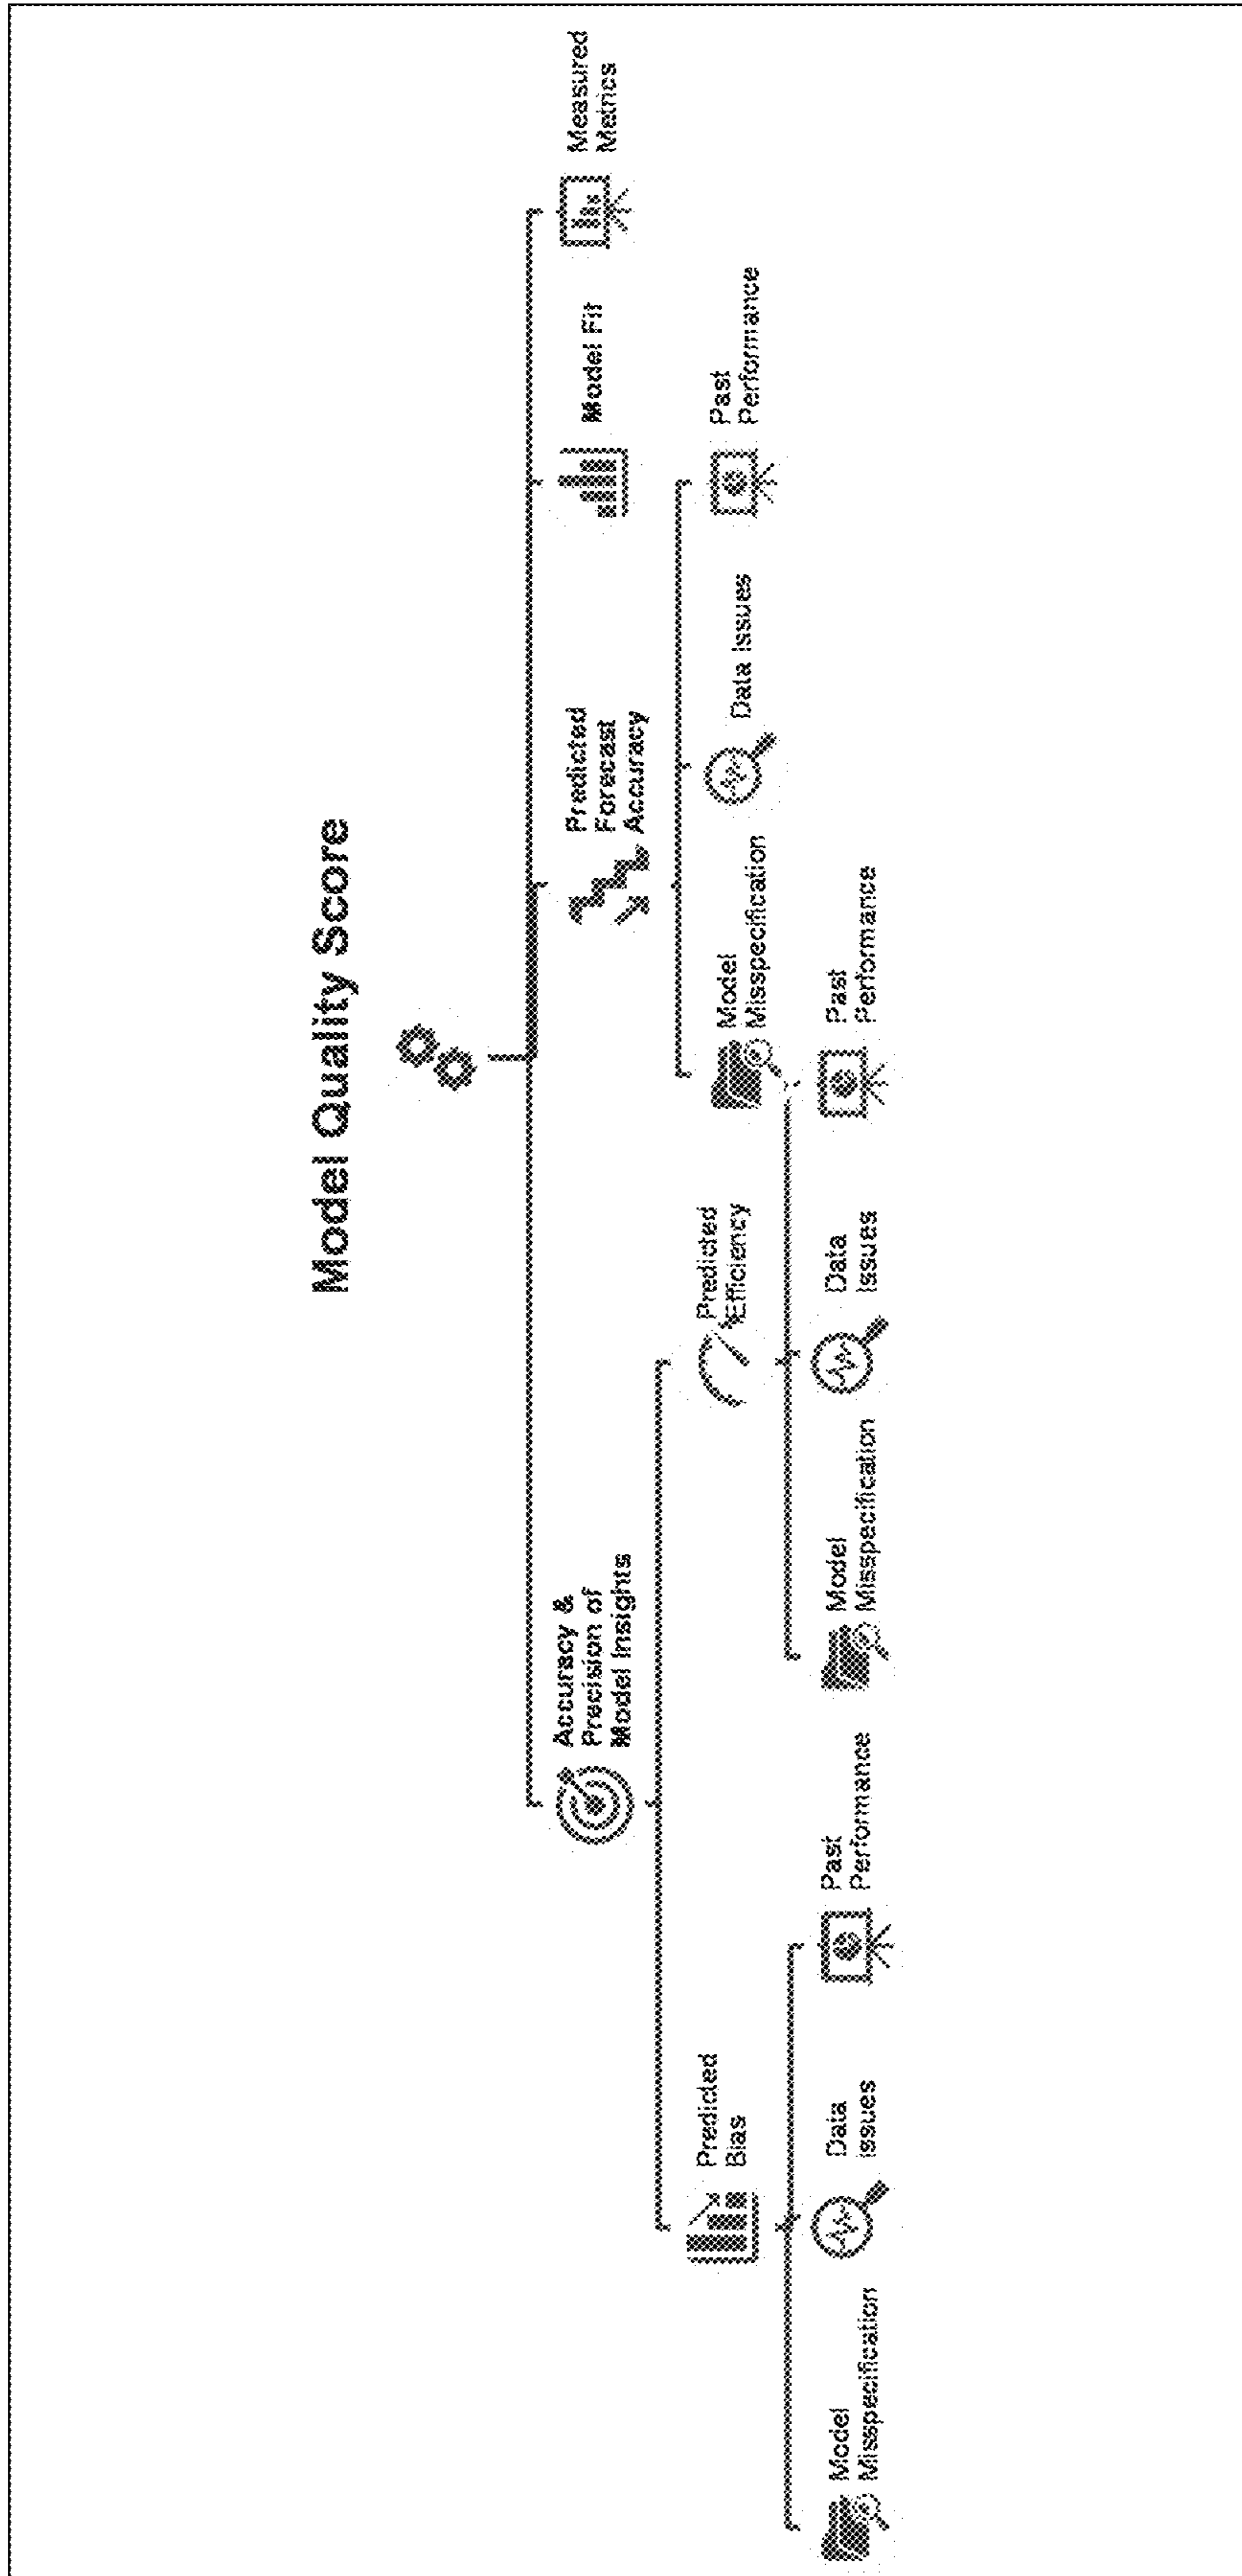 Model Quality Score
Accuracy &
Precision of
Model Insights
Predicted
Forecast
Accuracy
Model Fit
Measured
Metrics
Predicted
Bias
Predicted
Efficiency
Model
Misspecification
Data Issues
Past
Performance
Model
Misspecification
Data
Issues
Past
Performance
Model
Misspecification
Data
Issues
Past
Performance